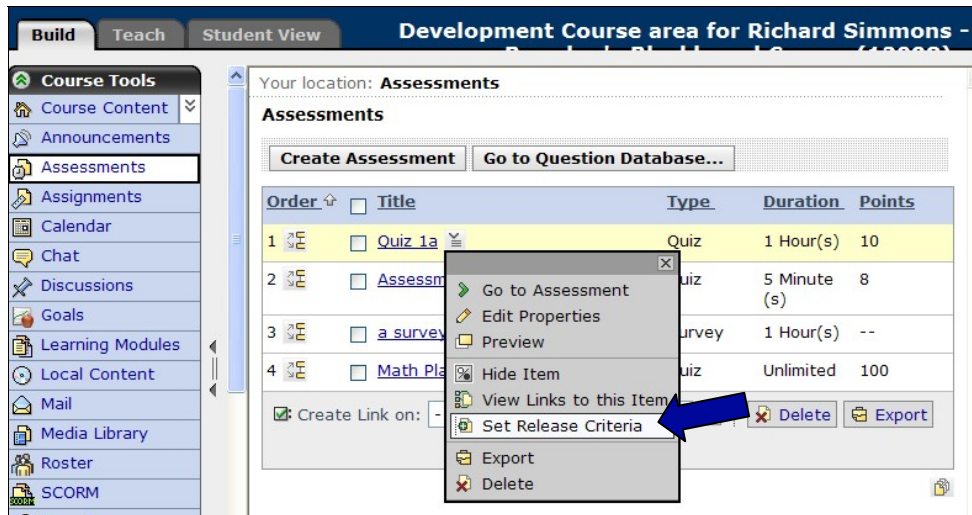 Build Teach Student View Development Course area for Richard Simmons -
Course Tools
Course Content
Announcements
Assessments
Assignments
Calendar
Chat
Discussions
Goals
Learning Modules
Local Content
Mail
Media Library
Roster
SCORM
Your location: Assessments
Assessments
Create Assessment Go to Question Database...
Order Title Type Duration Points
1 Quiz 1a Quiz 1 Hour(s) 10
2 Assessm uiz 5 Minute 8
(s)
3 a survey urvey 1 Hour(s) --
4 Math Pla uiz Unlimited 100
Go to Assessment
Edit Properties
Preview
Hide Item
View Links to this Item
Set Release Criteria
Export
Delete
Create Link on: - Delete Export